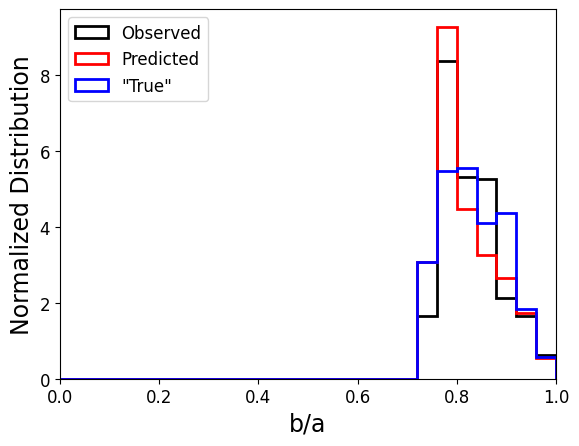 Observed
Predicted
"True"
Normalized Distribution
8
6
4
2
0
0.0 0.2 0.4 0.6 0.8 1.0
b/a